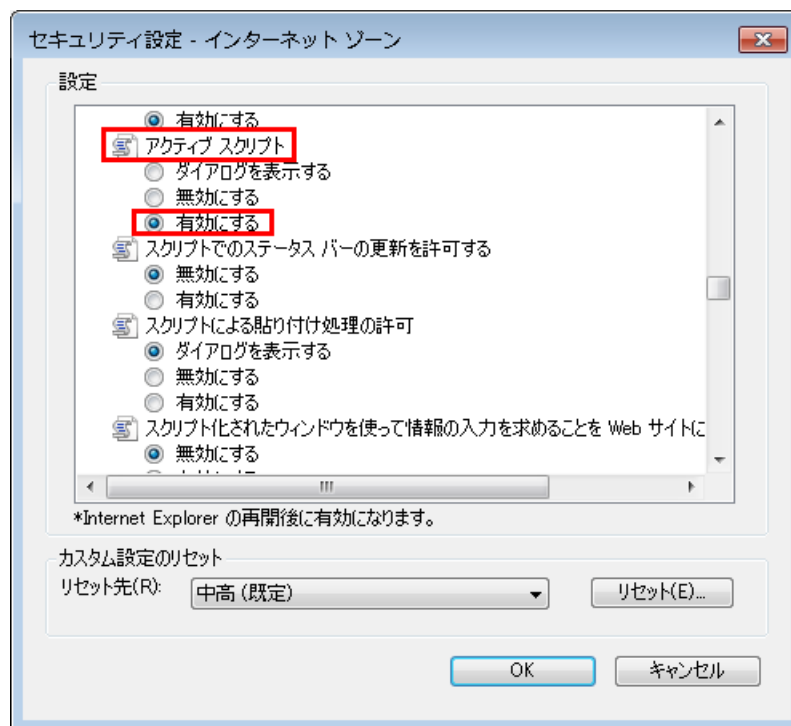 セキュリティ設定 - インターネット ゾーン
設定
有効にする
アクティブ スクリプト
ダイアログを表示する
無効にする
有効にする
スクリプトでのステータス バーの更新を許可する
無効にする
有効にする
スクリプトによる貼り付け処理の許可
ダイアログを表示する
無効にする
有効にする
スクリプト化されたウィンドウを使って情報の入力を求めることを Web サイトに
無効にする
*Internet Explorer の再開後に有効になります。
カスタム設定のリセット
リセット先(R):
中高 (既定)
リセット(E)...
OK
キャンセル